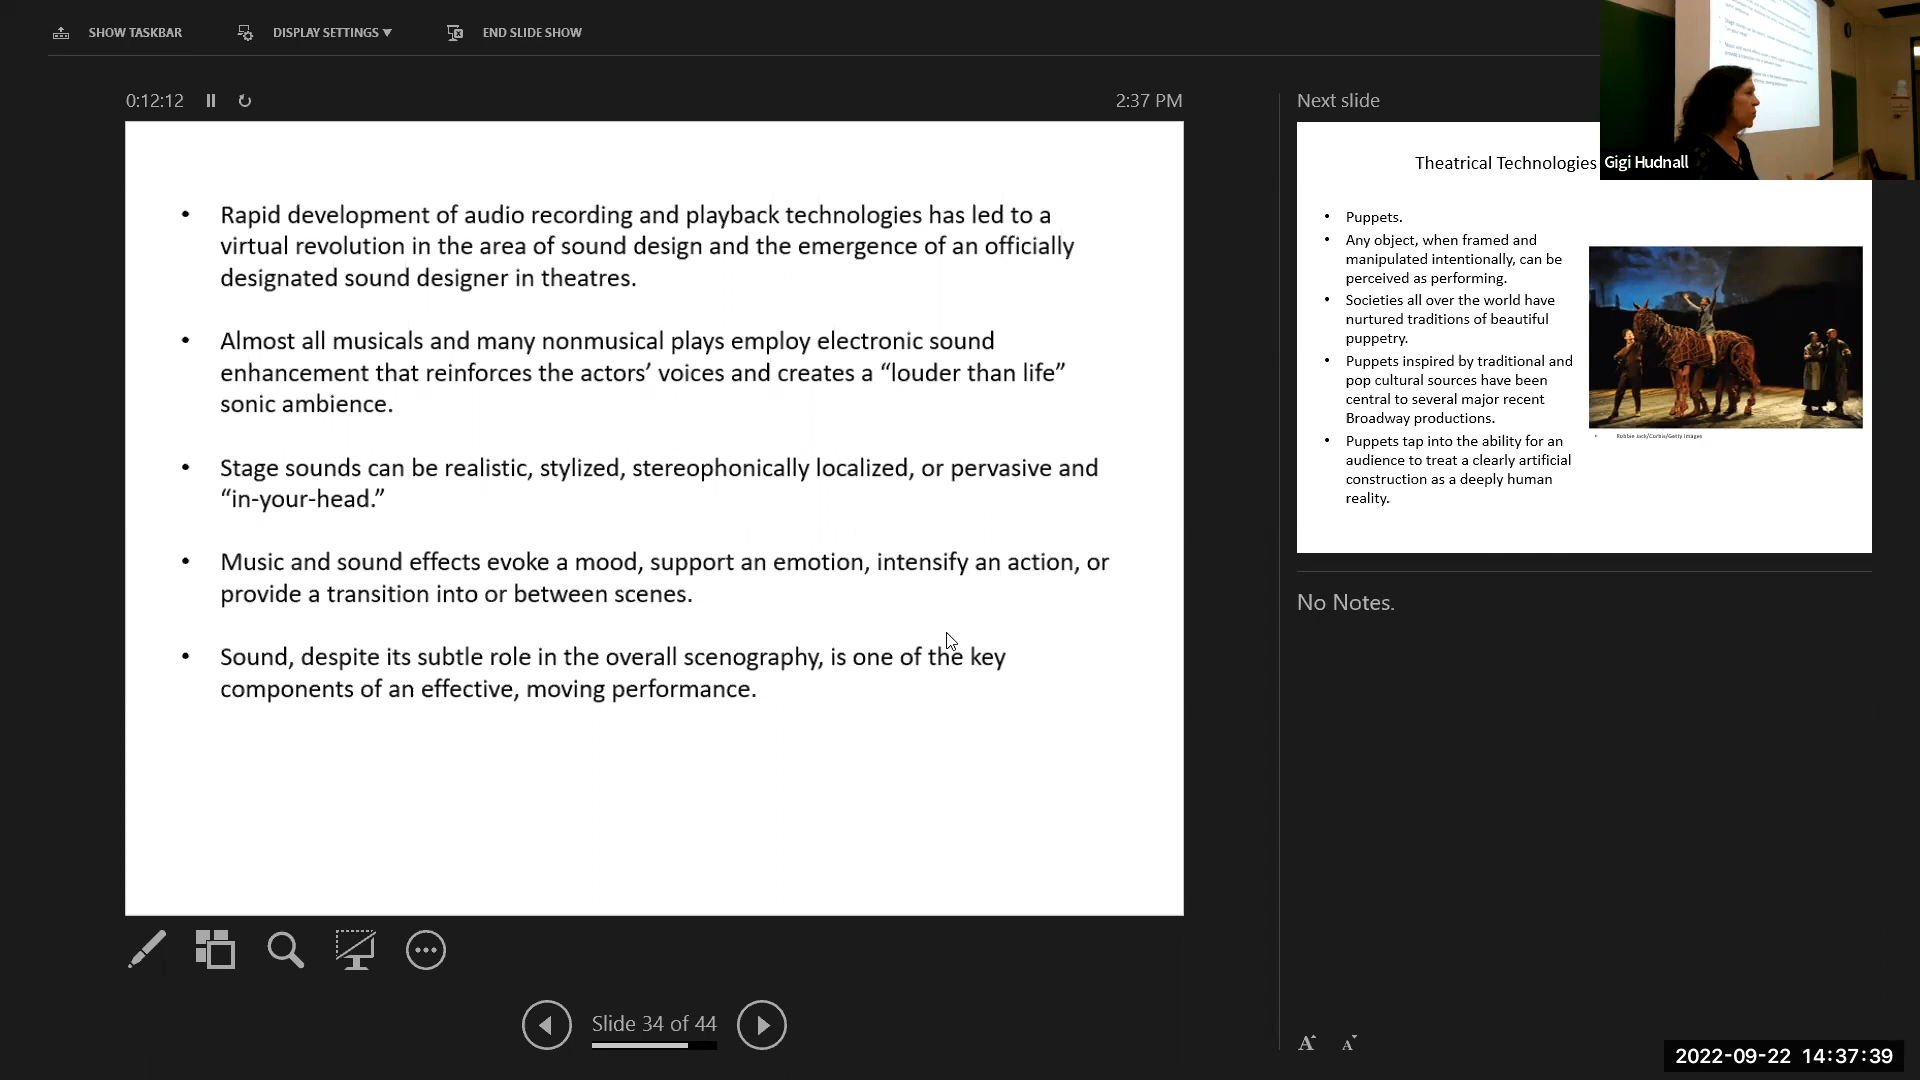 SHOW TASKBAR
DISPLAY SETTINGS ▼
END SLIDE SHOW
0:12:12
2:37 PM
• Rapid development of audio recording and playback technologies has led to a
virtual revolution in the area of sound design and the emergence of an officially
designated sound designer in theatres.
• Almost all musicals and many nonmusical plays employ electronic sound
enhancement that reinforces the actors’ voices and creates a “louder than life”
sonic ambience.
• Stage sounds can be realistic, stylized, stereophonically localized, or pervasive and
“in-your-head.”
• Music and sound effects evoke a mood, support an emotion, intensify an action, or
provide a transition into or between scenes.
• Sound, despite its subtle role in the overall scenography, is one of the key
components of an effective, moving performance.
Slide 34 of 44
Next slide
Gigi Hudnall
Theatrical Technologies
• Puppets.
• Any object, when framed and
manipulated intentionally, can be
perceived as performing.
• Societies all over the world have
nurtured traditions of beautiful
puppetry.
• Puppets inspired by traditional and
pop cultural sources have been
central to several major recent
Broadway productions.
• Puppets tap into the ability for an
audience to treat a clearly artificial
construction as a deeply human
reality.
• Robbie Jack/Corbis/Getty Images
No Notes.
A A
2022-09-22 14:37:39